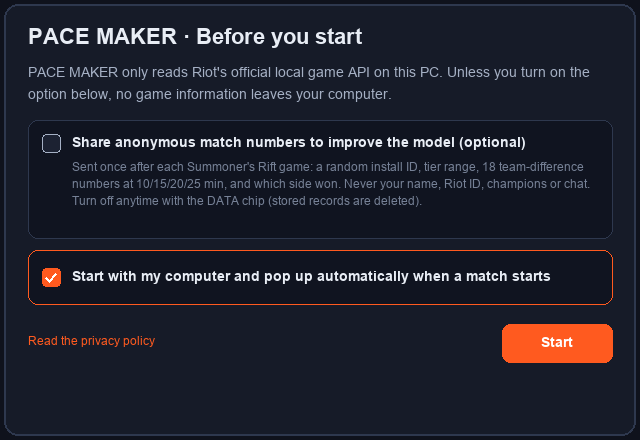 PACE MAKER · Before you start
PACE MAKER only reads Riot's official local game API on this PC. Unless you turn on the
option below, no game information leaves your computer.
Share anonymous match numbers to improve the model (optional)
Sent once after each Summoner's Rift game: a random install ID, tier range, 18 team-difference
numbers at 10/15/20/25 min, and which side won. Never your name, Riot ID, champions or chat.
Turn off anytime with the DATA chip (stored records are deleted).
Start with my computer and pop up automatically when a match starts
Read the privacy policy
Start